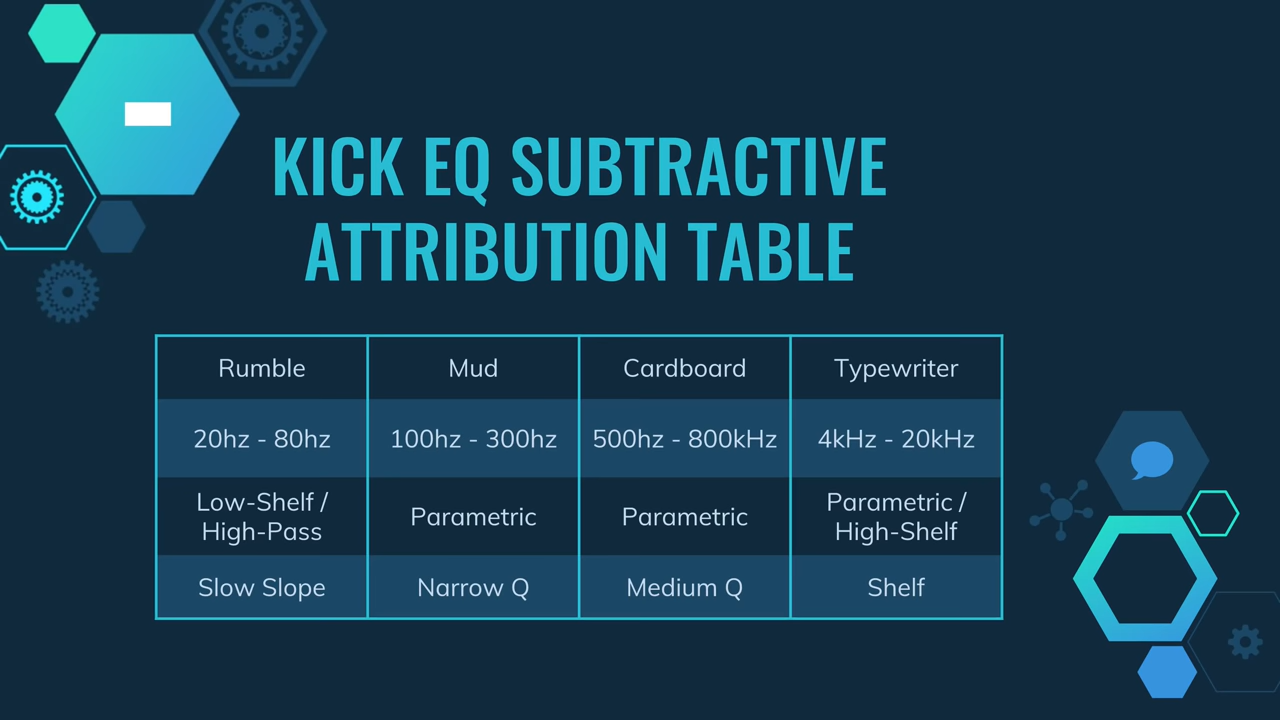 KICK EQ SUBTRACTIVE
ATTRIBUTION TABLE
Rumble Mud Cardboard Typewriter
20hz - 80hz 100hz - 300hz 500hz - 800kHz 4kHz - 20kHz
Low-Shelf / High-Pass Parametric Parametric Parametric / High-Shelf
Slow Slope Narrow Q Medium Q Shelf